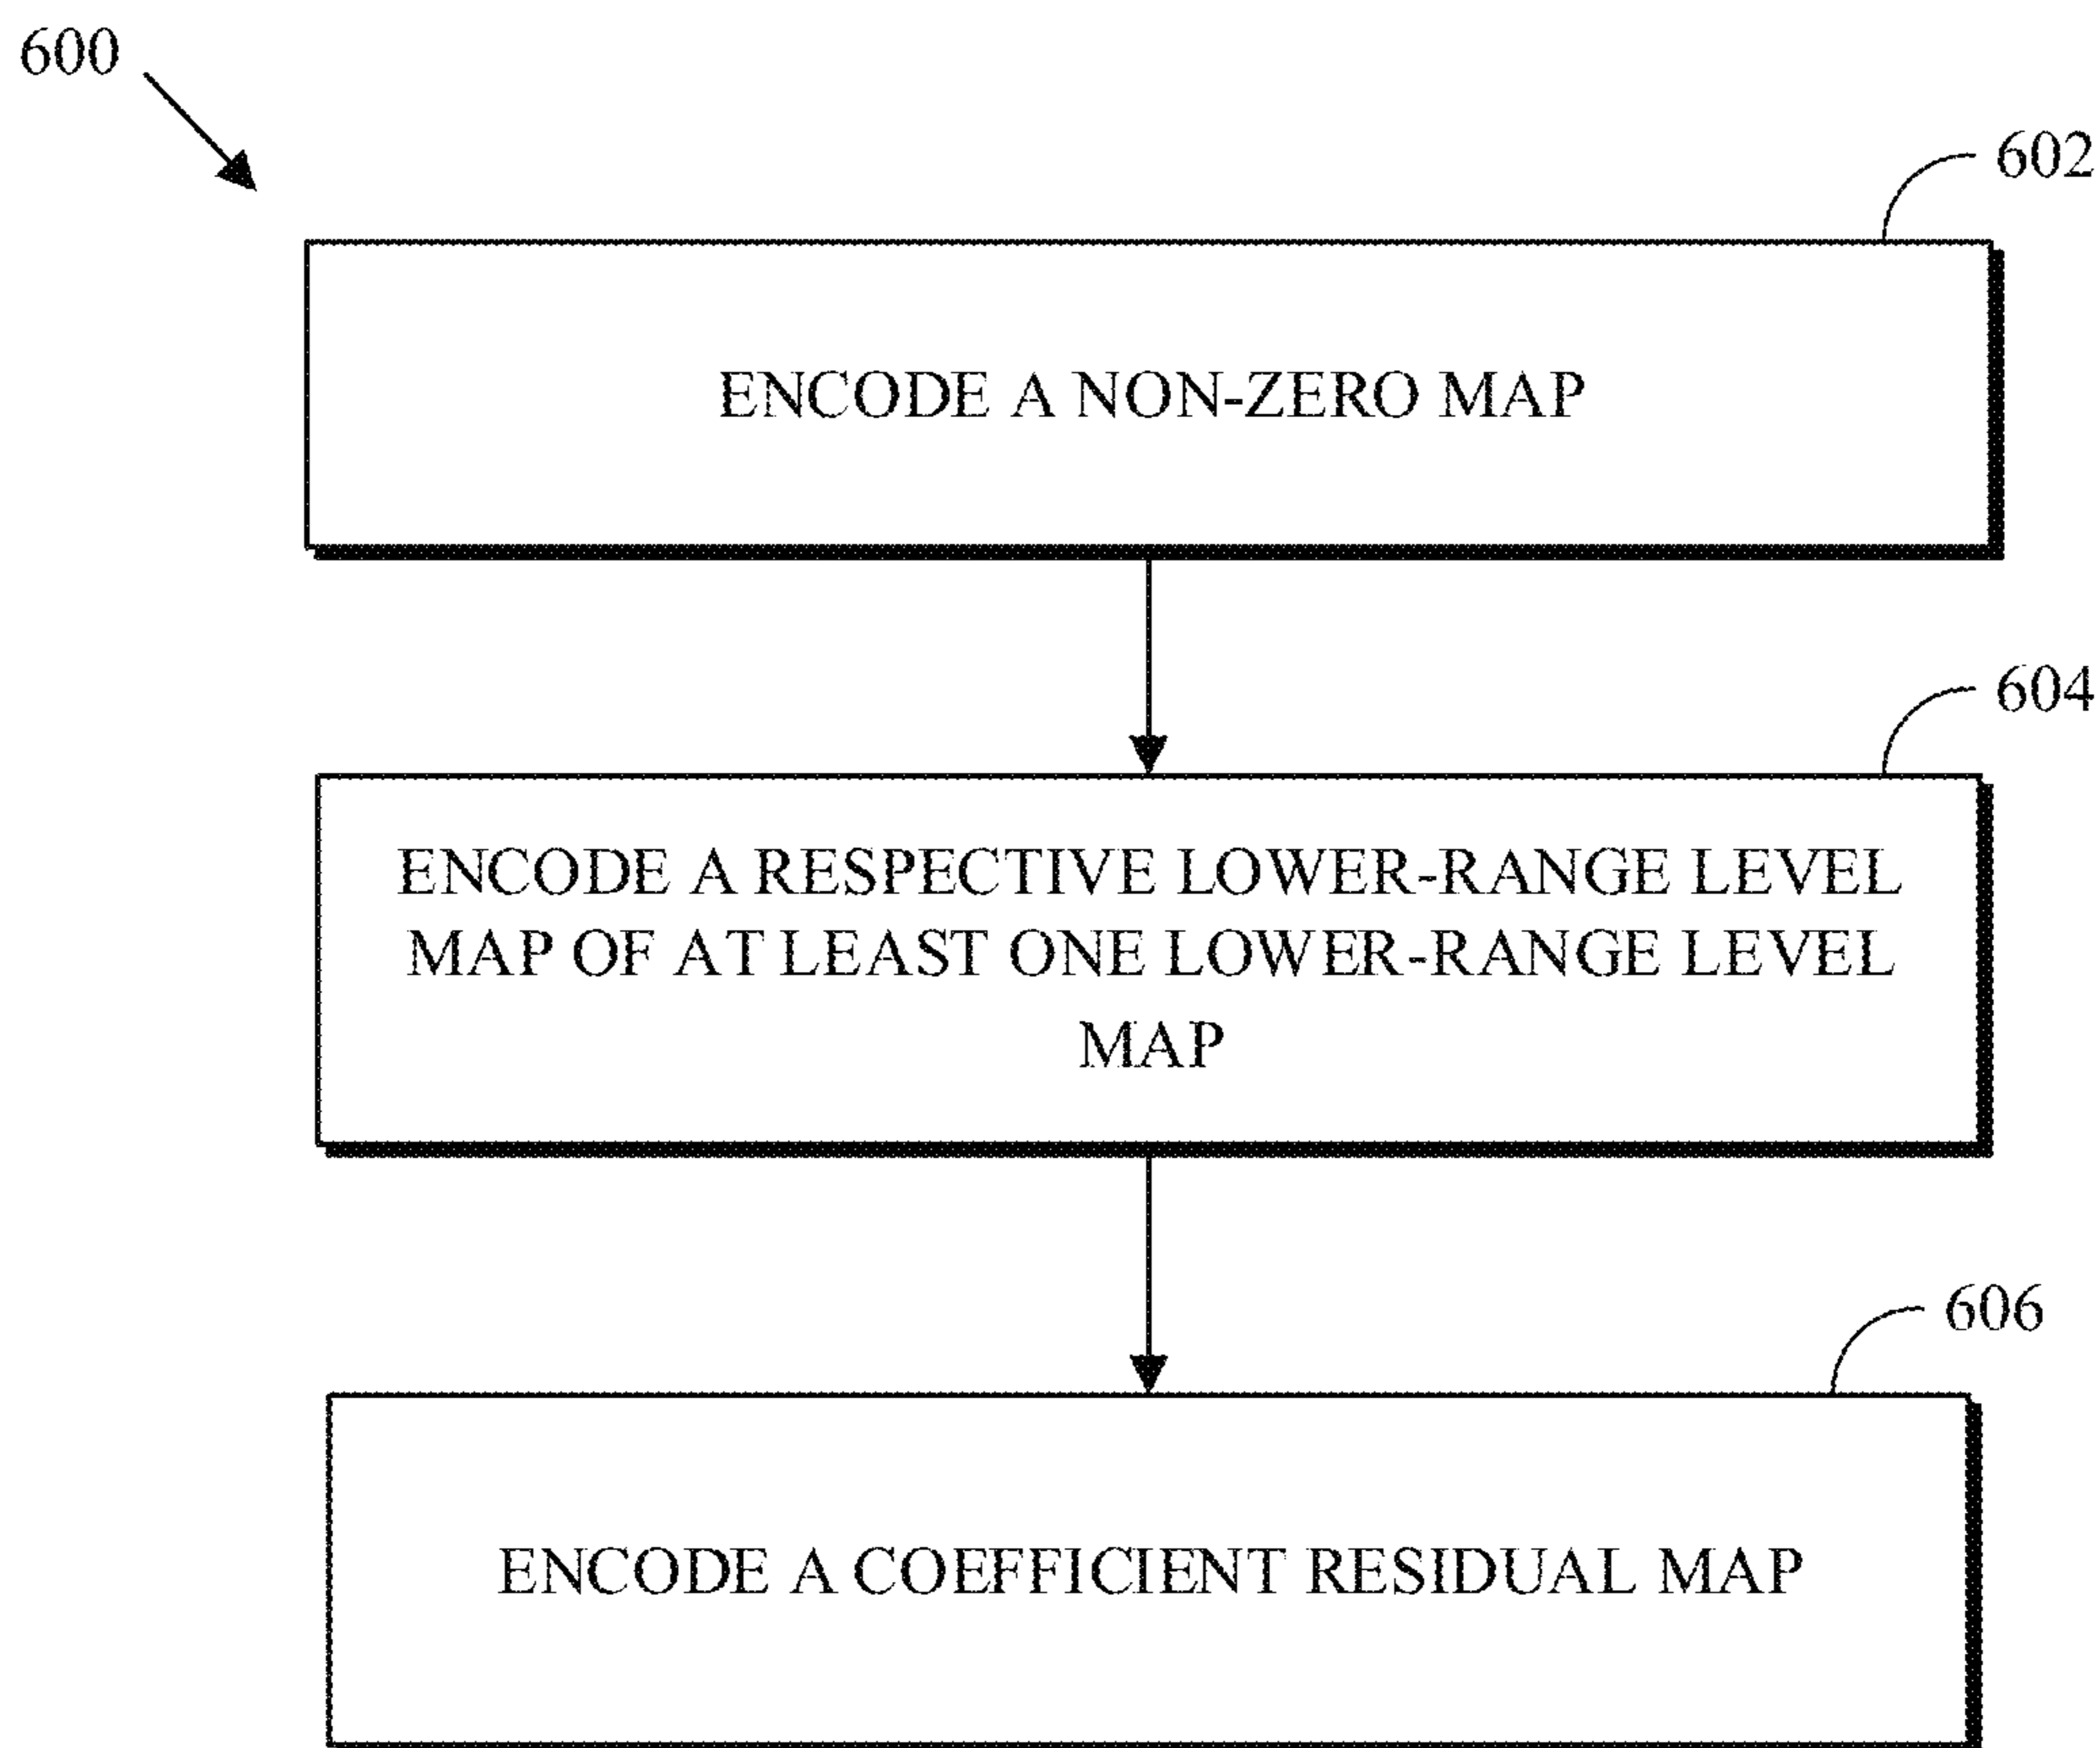 600
602
ENCODE A NON-ZERO MAP
604
ENCODE A RESPECTIVE LOWER-RANGE LEVEL
MAP OF AT LEAST ONE LOWER-RANGE LEVEL
MAP
606
ENCODE A COEFFICIENT RESIDUAL MAP